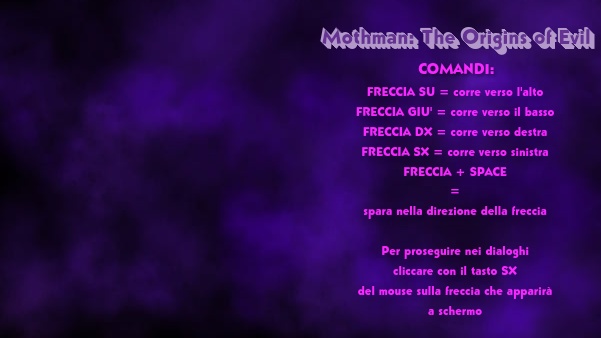 Mothman: The Origins of Evil
COMANDI:
FRECCIA SU = corre verso l'alto
FRECCIA GIU' = corre verso il basso
FRECCIA DX = corre verso destra
FRECCIA SX = corre verso sinistra
FRECCIA + SPACE
=
spara nella direzione della freccia
Per proseguire nei dialoghi
cliccare con il tasto SX
del mouse sulla freccia che apparirà
a schermo